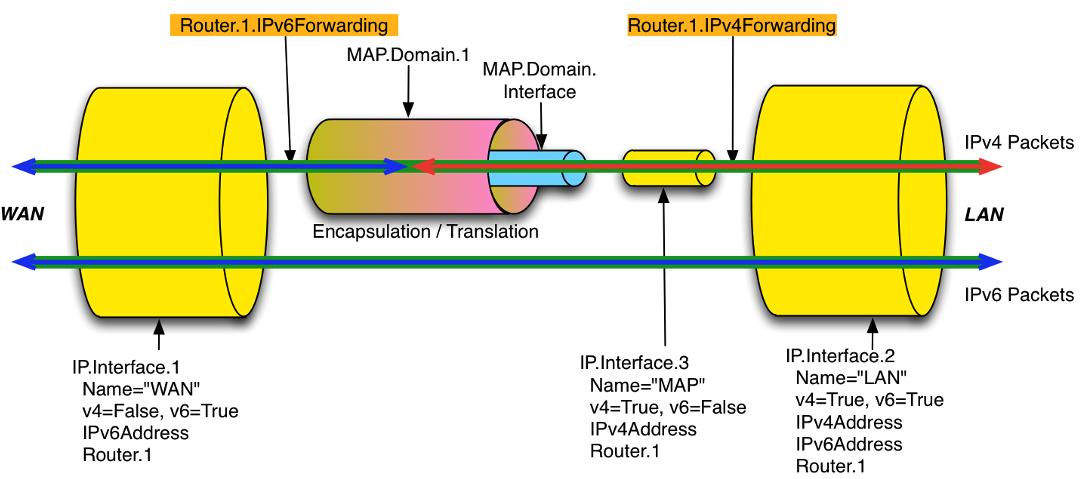 Router.1.IPv6Forwarding
Router.1.IPv4Forwarding
MAP.Domain.1
MAP.Domain.
Interface
IPv4 Packets
WAN
LAN
Encapsulation / Translation
IPv6 Packets
IP.Interface.1
Name="WAN"
v4=False, v6=True
IPv6Address
Router.1
IP.Interface.3
Name="MAP"
v4=True, v6=False
IPv4Address
Router.1
IP.Interface.2
Name="LAN"
v4=True, v6=True
IPv4Address
IPv6Address
Router.1